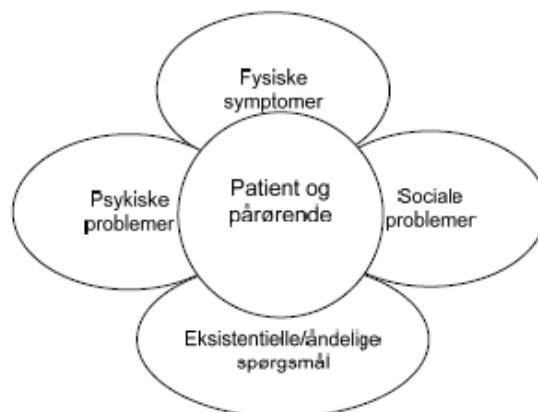 Fysiske
symptomer
Psykiske
problemer
Patient og
pårørende
Sociale
problemer
Eksistentielle/åndelige
spørgsmål